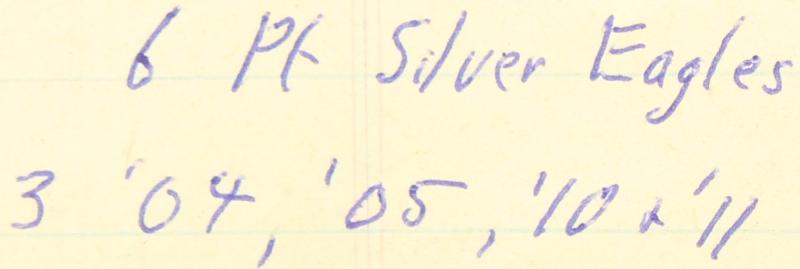 6 Pf Silver Eagles
3 '04, '05, '10 & '11